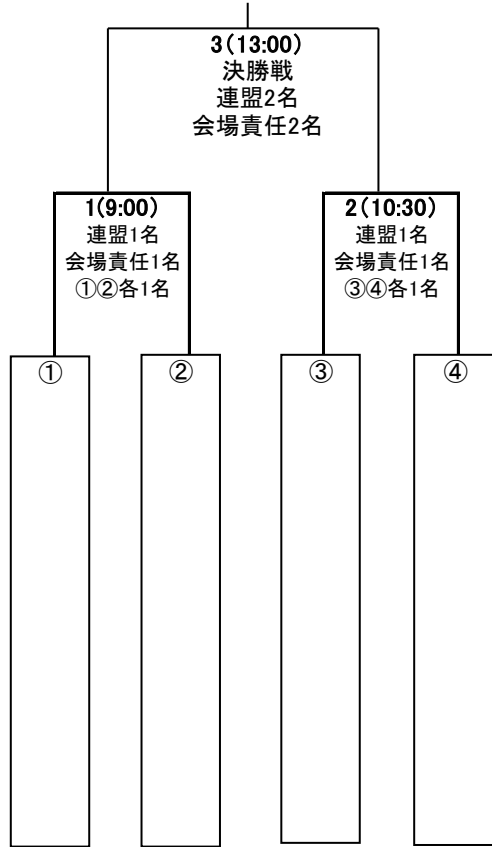 3(13:00)
決勝戦
連盟2名
会場責任2名
1(9:00)
連盟1名
会場責任1名
①②各1名
2(10:30)
連盟1名
会場責任1名
③④各1名
①
②
③
④